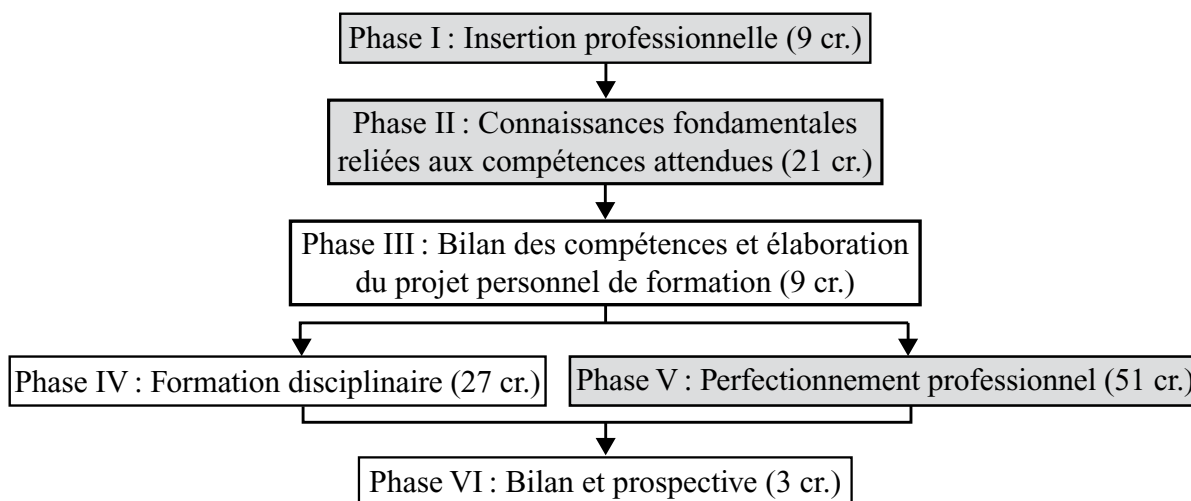 Phase I : Insertion professionnelle (9 cr.)
Phase II : Connaissances fondamentales
reliées aux compétences attendues (21 cr.)
Phase III : Bilan des compétences et élaboration
du projet personnel de formation (9 cr.)
Phase IV : Formation disciplinaire (27 cr.)
Phase V : Perfectionnement professionnel (51 cr.)
Phase VI : Bilan et prospective (3 cr.)